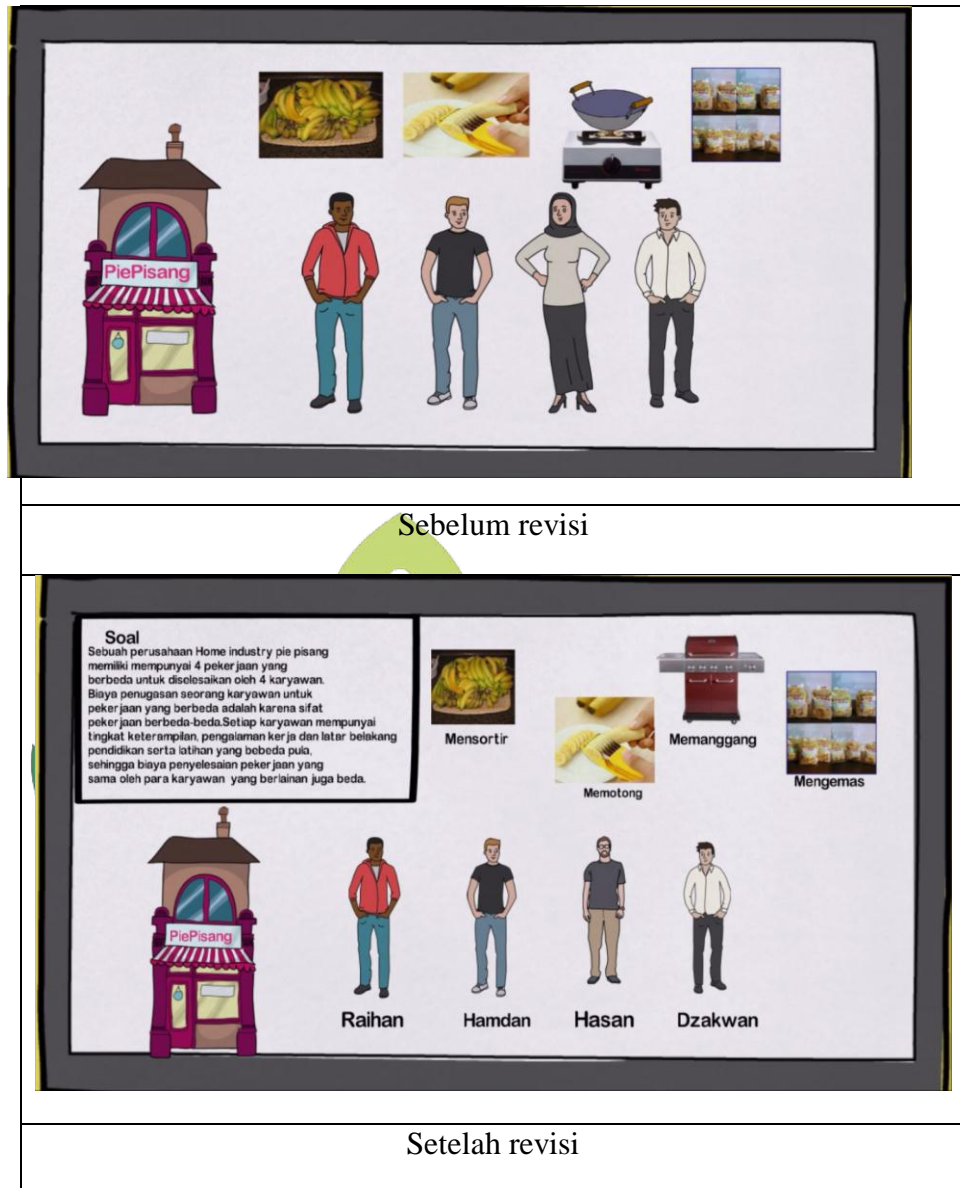 PiePisang
Sebelum revisi
Soal
Sebuah perusahaan Home industry pie pisang
memiliki mempunyai 4 pekerjaan yang
berbeda untuk diselesaikan oleh 4 karyawan.
Biaya penugasan seorang karyawan untuk
pekerjaan yang berbeda adalah karena sifat
pekerjaan berbeda-beda.Setiap karyawan mempunyai
tingkat keterampilan, pengalaman kerja dan latar belakang
pendidikan serta latihan yang bebeda pula,
sehingga biaya penyelesaian pekerjaan yang
sama oleh para karyawan yang berlainan juga beda.
Mensortir
Memotong
Memanggang
Mengemas
PiePisang
Raihan
Hamdan
Hasan
Dzakwan
Setelah revisi